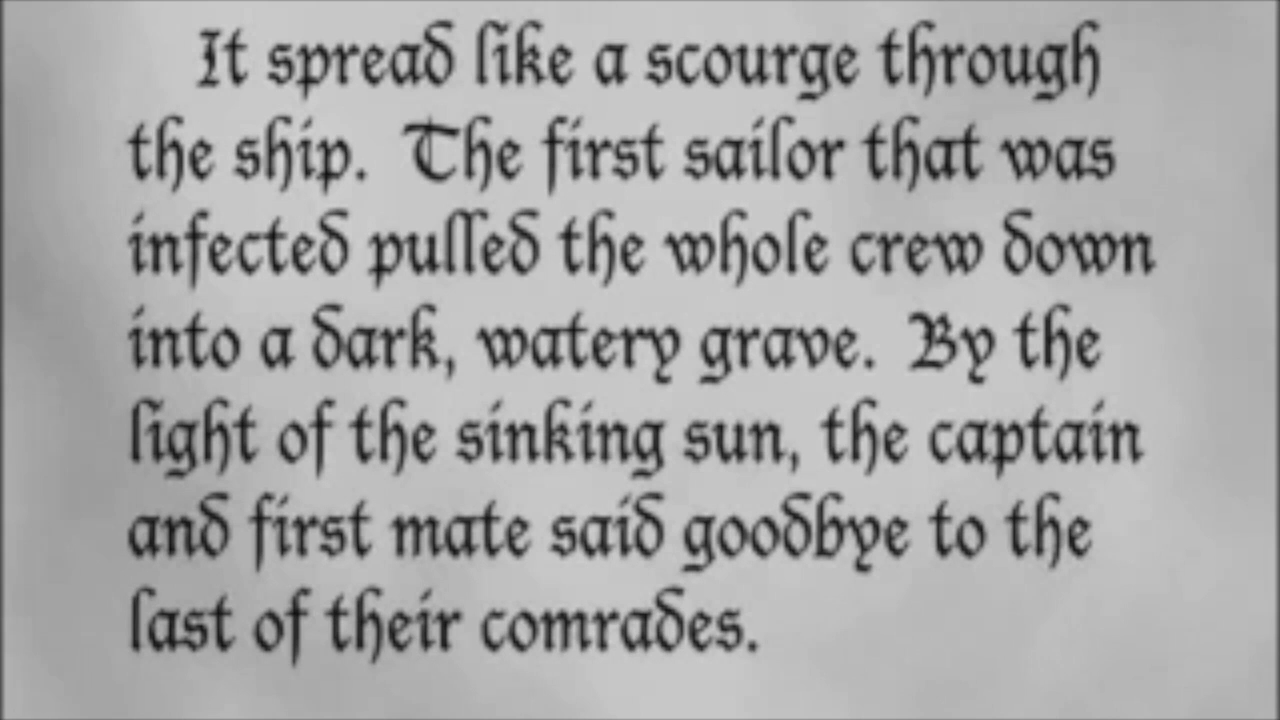 It spread like a scourge through
the ship. The first sailor that was
infected pulled the whole crew down
into a dark, watery grave. By the
light of the sinking sun, the captain
and first mate said goodbye to the
last of their comrades.